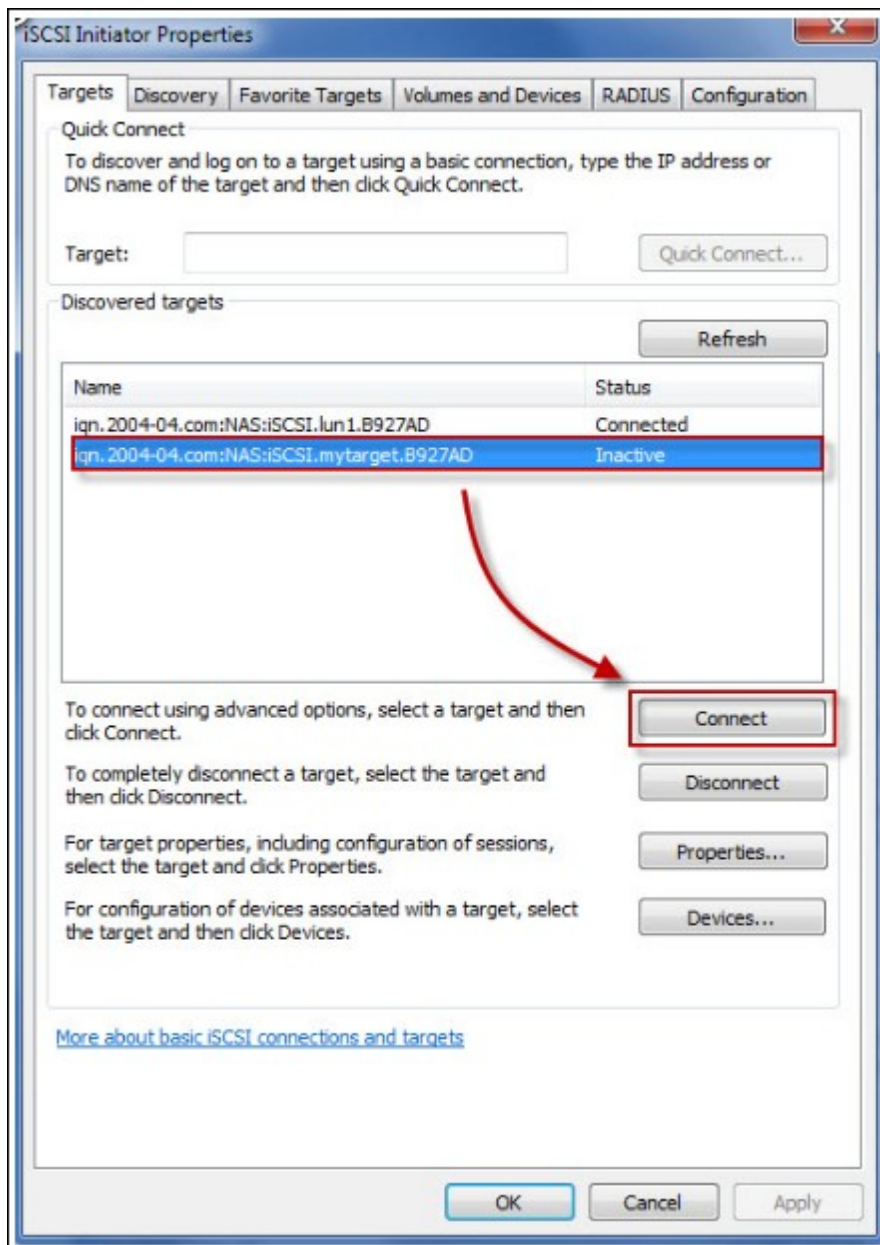 iSCSI Initiator Properties
Targets Discovery Favorite Targets Volumes and Devices RADIUS Configuration
Quick Connect
To discover and log on to a target using a basic connection, type the IP address or
DNS name of the target and then click Quick Connect.
Target:
Quick Connect...
Discovered targets
Refresh
Name Status
iqn.2004-04.com:NAS:iSCSI.lun1.B927AD Connected
iqn.2004-04.com:NAS:iSCSI.mytarget.B927AD Inactive
To connect using advanced options, select a target and then
click Connect.
Connect
To completely disconnect a target, select the target and
then click Disconnect.
Disconnect
For target properties, including configuration of sessions,
select the target and click Properties.
Properties...
For configuration of devices associated with a target, select
the target and then click Devices.
Devices...
More about basic iSCSI connections and targets
OK Cancel Apply